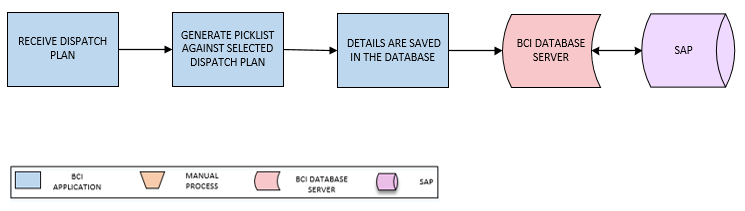 RECEIVE DISPATCH
PLAN
GENERATE PICKLIST
AGAINST SELECTED
DISPATCH PLAN
DETAILS ARE SAVED
IN THE DATABASE
BCI DATABASE
SERVER
SAP
BCI
APPLICATION
MANUAL
PROCESS
BCI DATABASE
SERVER
SAP